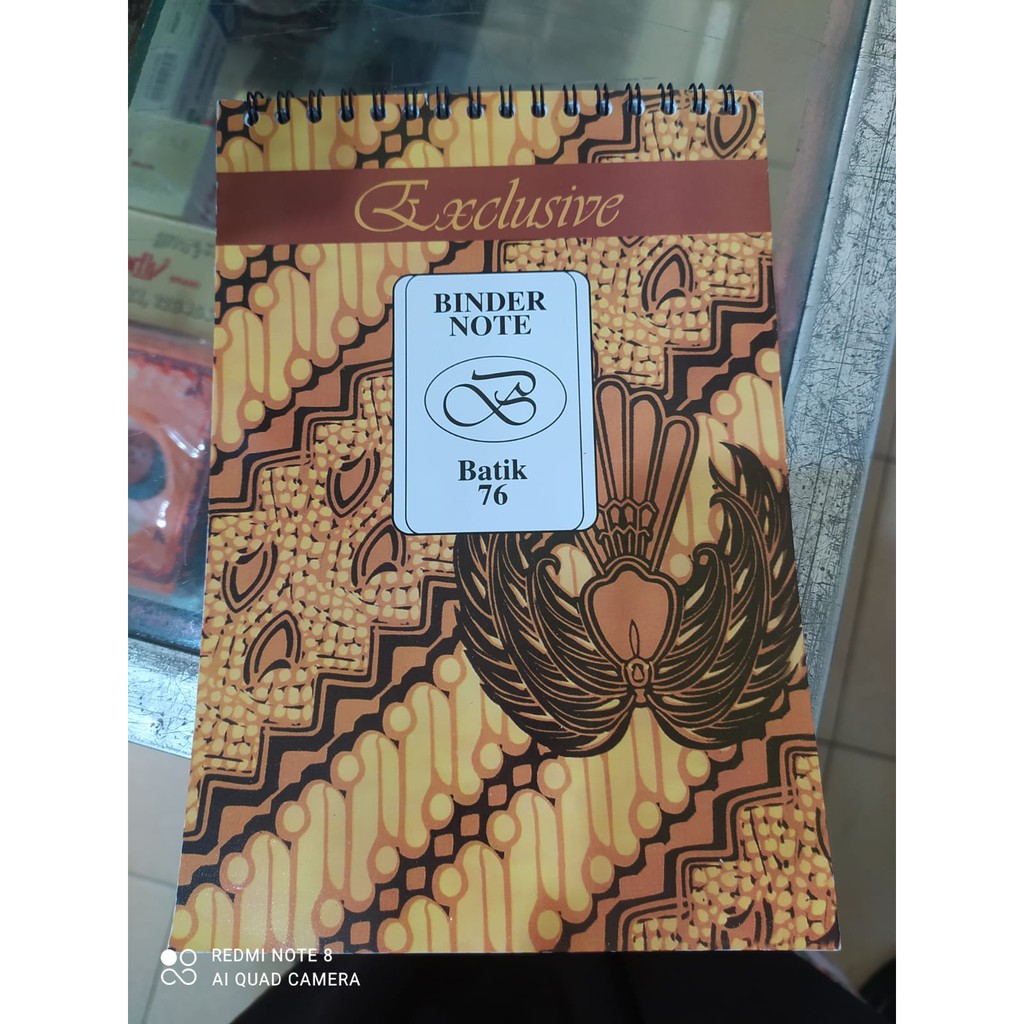 Exclusive
BINDER
NOTE
B
Batik
76
REDMI NOTE 8
AI QUAD CAMERA